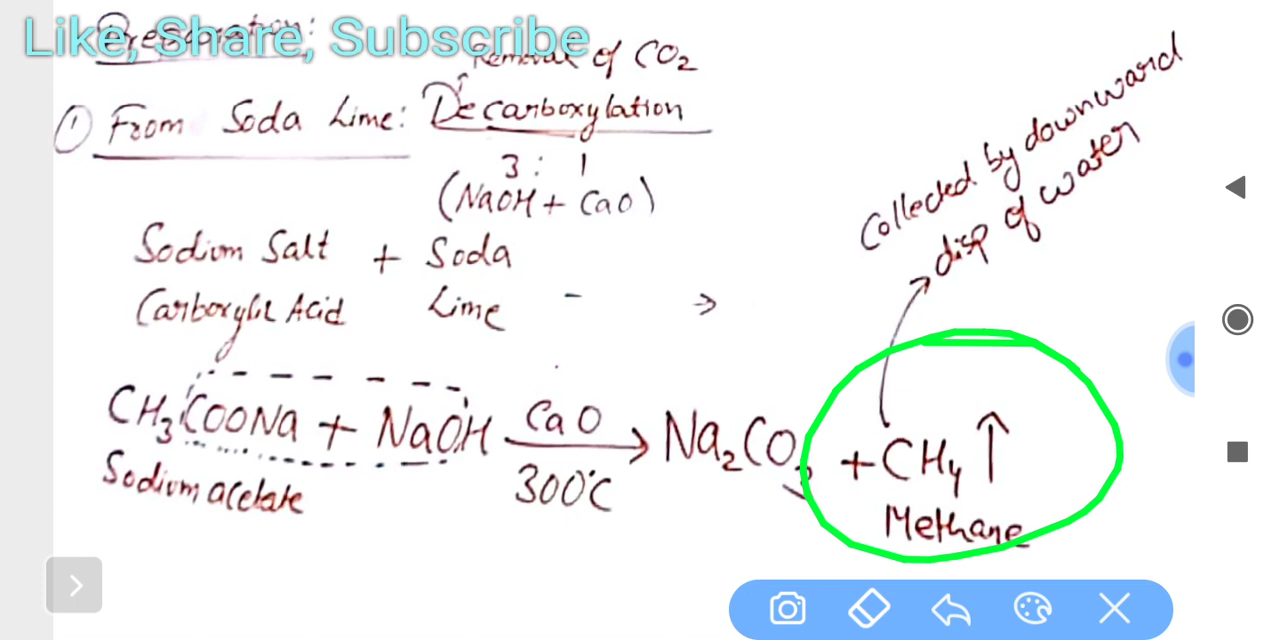 Preparation:
Like, Share, Subscribe
Removal of CO2
① From Soda Lime: Decarboxylation
3 : 1
(NaOH + CaO)
Sodium Salt + Soda
Carboxylic Acid Lime - →
Collected by downward
disp of water
CH3COONa + NaOH CaO → Na2CO3 + CH4 ↑
300°C
Sodium acetate
Methane